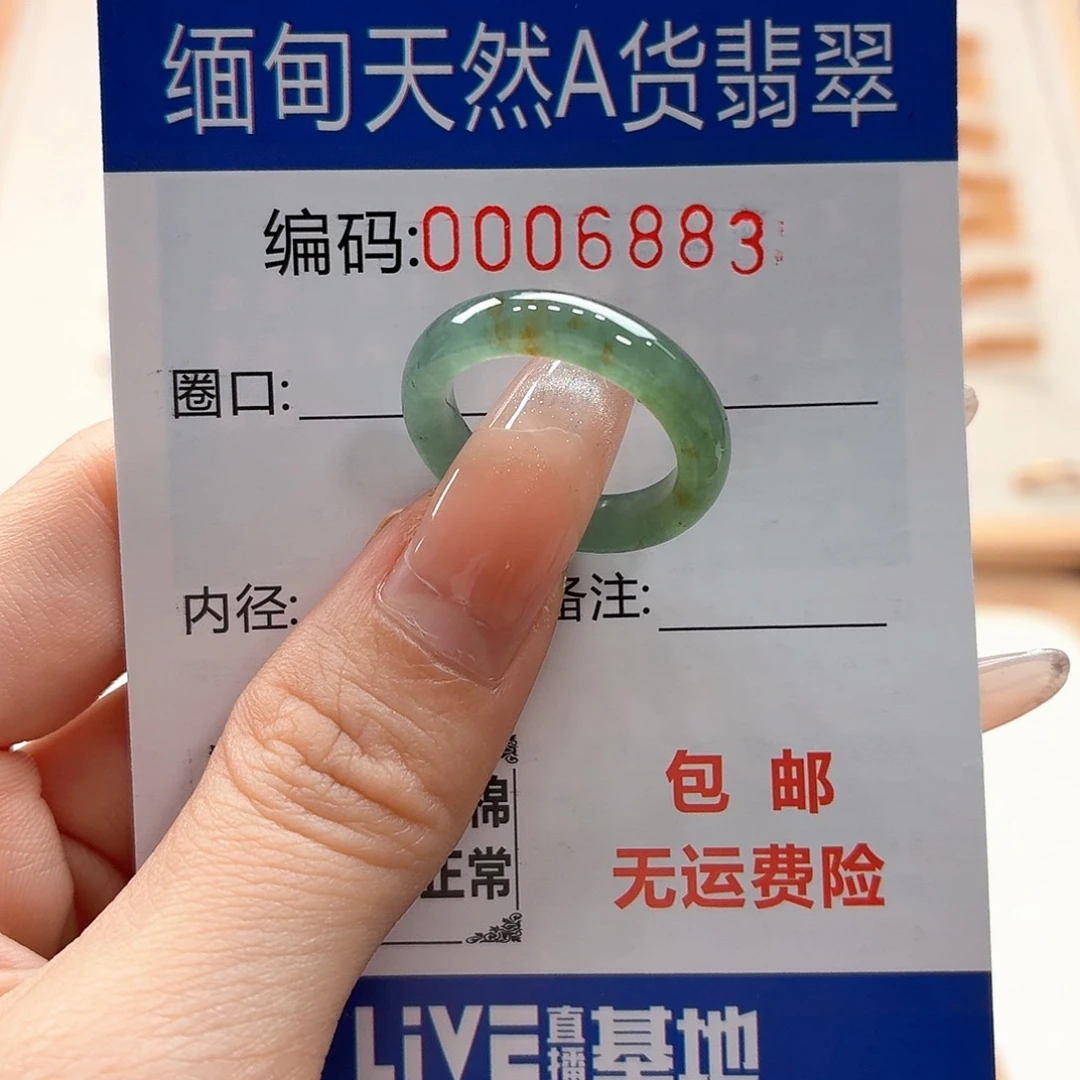 缅甸天然A货翡翠
编码:0006883
圈口:
内径: 备注:
棉
正常
包邮
无运费险
LiVE直播基地